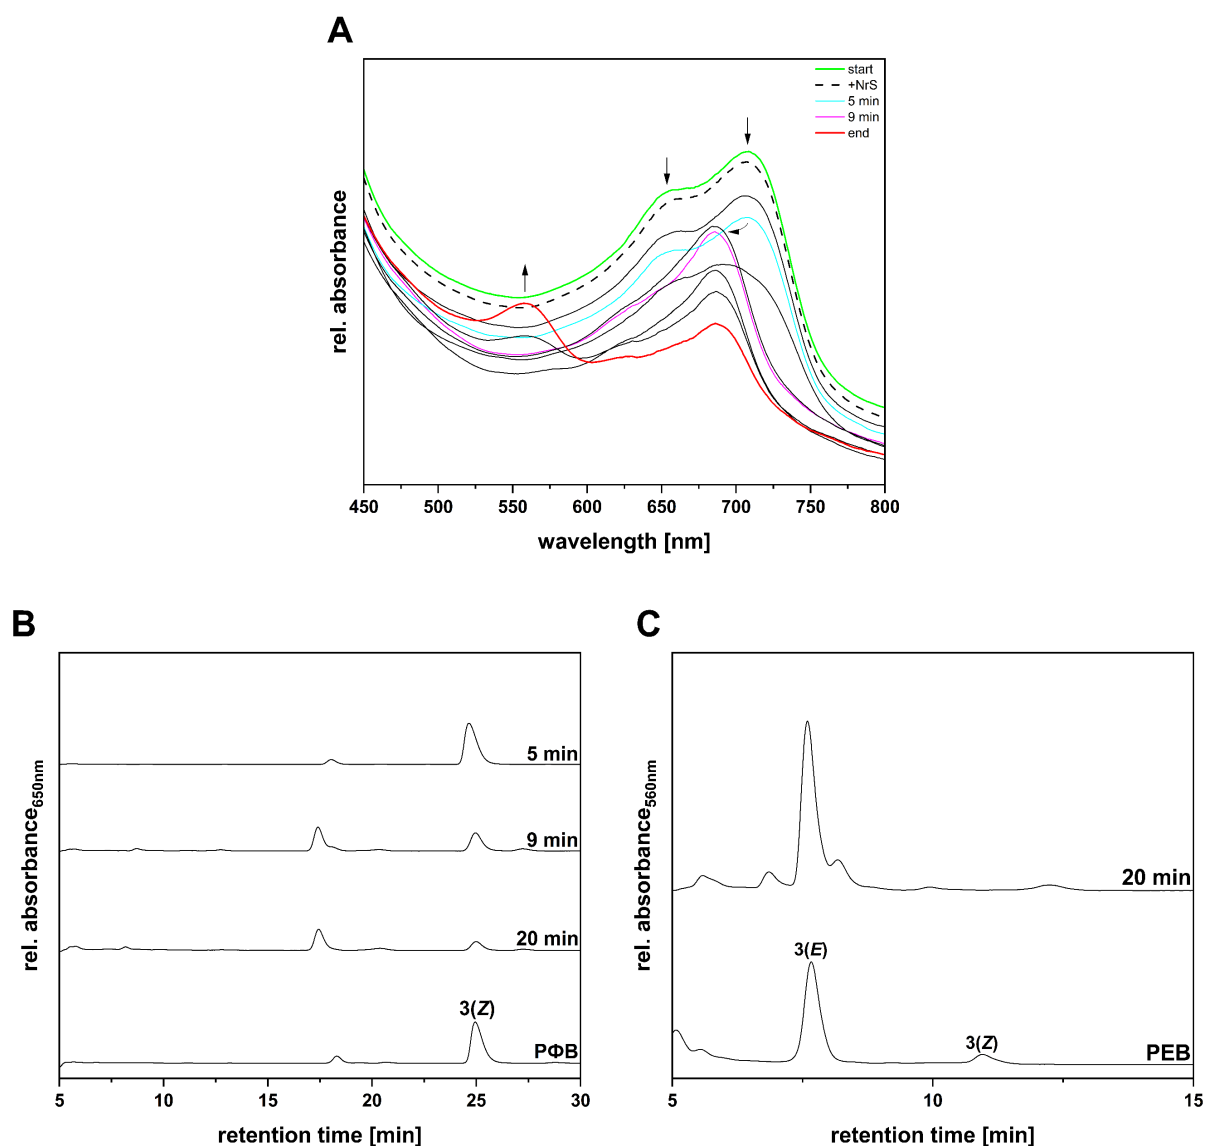 A
start
+NrS
5 min
9 min
end
rel. absorbance
450 500 550 600 650 700 750 800
wavelength [nm]
B
5 min
9 min
20 min
3(Z)
PΦB
rel. absorbance650nm
5 10 15 20 25 30
retention time [min]
C
20 min
3(E)
3(Z)
PEB
rel. absorbance560nm
5 10 15
retention time [min]